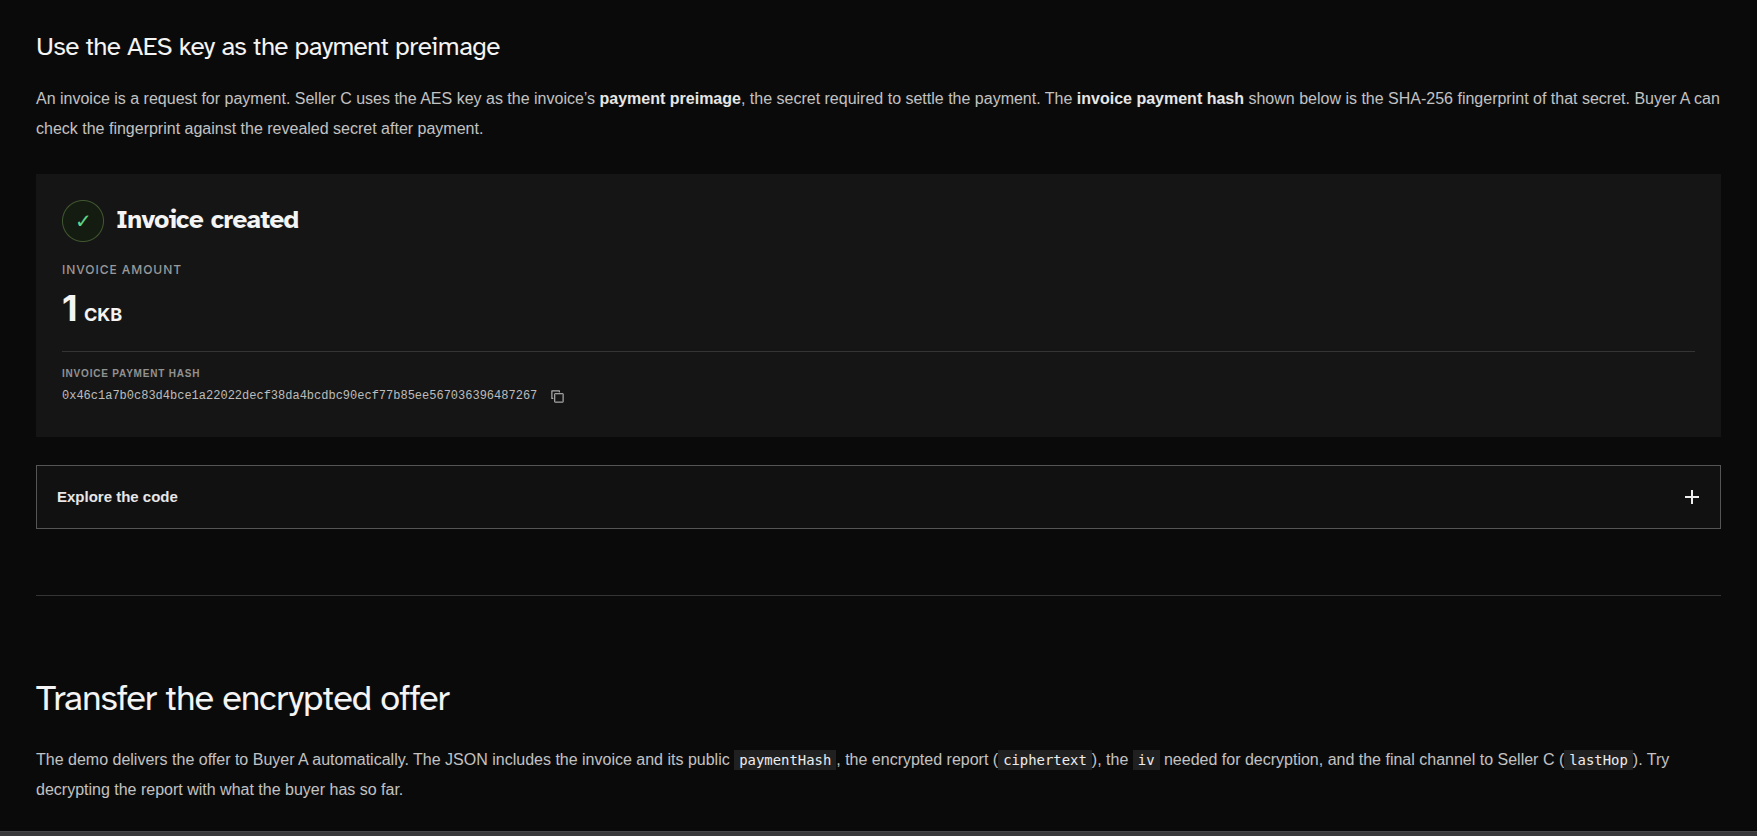 Use the AES key as the payment preimage
An invoice is a request for payment. Seller C uses the AES key as the invoice’s payment preimage, the secret required to settle the payment. The invoice payment hash shown below is the SHA-256 fingerprint of that secret. Buyer A can
check the fingerprint against the revealed secret after payment.
✓ Invoice created
INVOICE AMOUNT
1 CKB
INVOICE PAYMENT HASH
0x46c1a7b0c83d4bce1a22022decf38da4bcdbc90ecf77b85ee567036396487267
Explore the code
Transfer the encrypted offer
The demo delivers the offer to Buyer A automatically. The JSON includes the invoice and its public paymentHash, the encrypted report (ciphertext), the iv needed for decryption, and the final channel to Seller C (lastHop). Try
decrypting the report with what the buyer has so far.